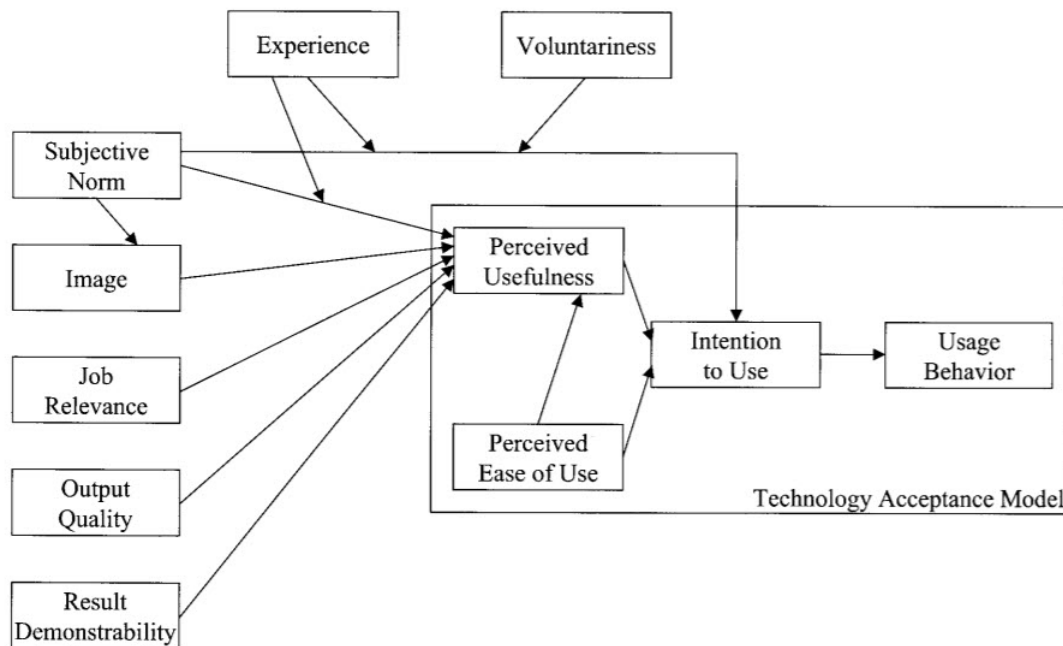 Experience
Voluntariness
Subjective
Norm
Image
Job
Relevance
Output
Quality
Result
Demonstrability
Perceived
Usefulness
Perceived
Ease of Use
Intention
to Use
Usage
Behavior
Technology Acceptance Model